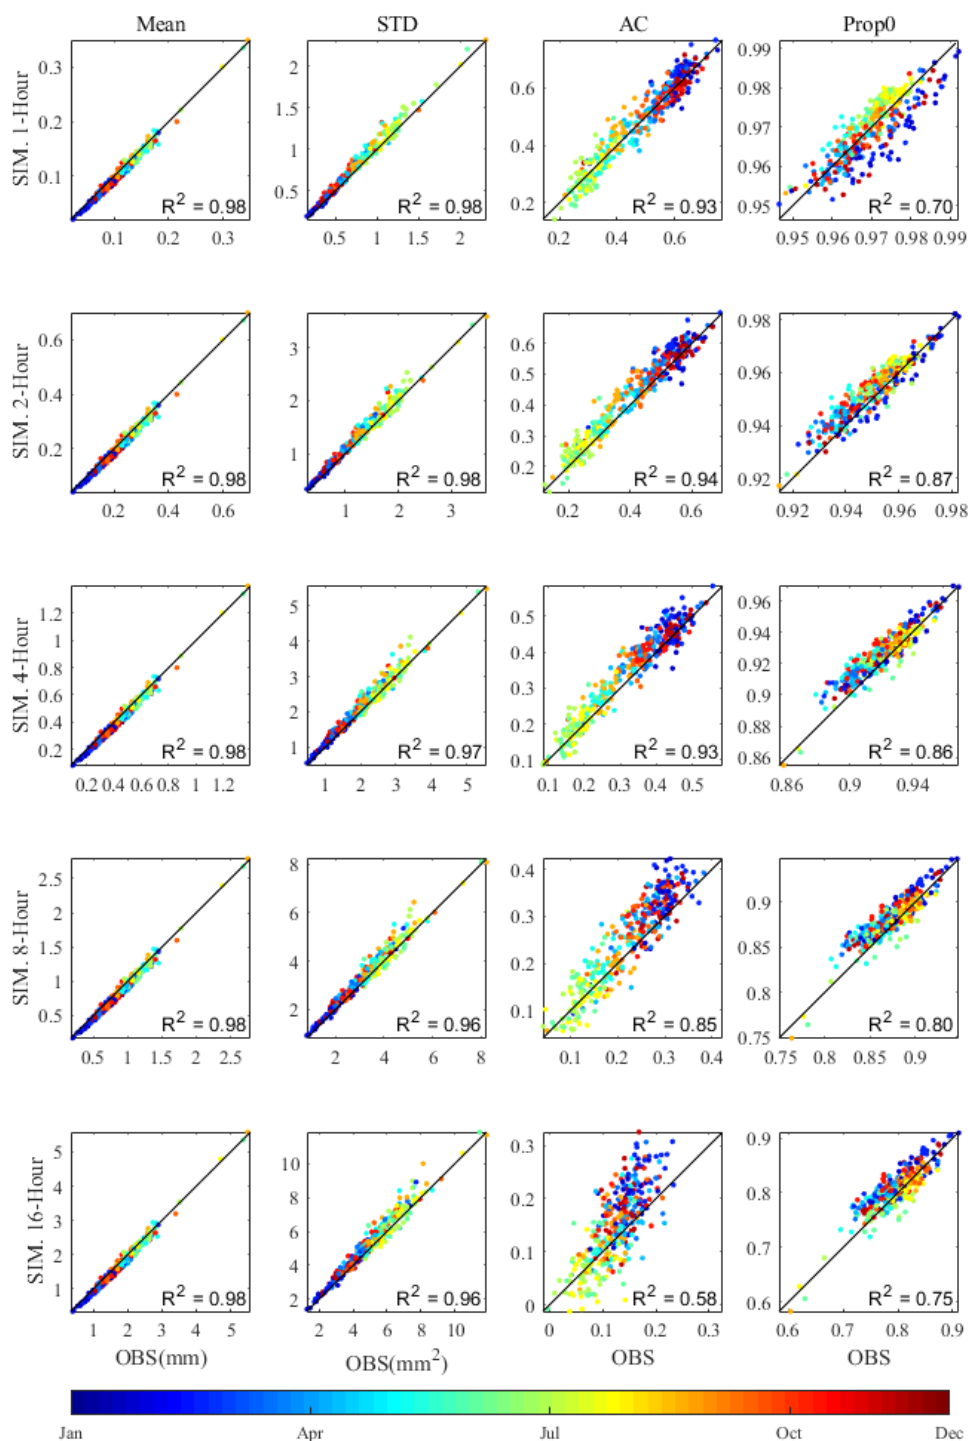 Mean STD AC Prop0
SIM. 1-Hour
0.3
0.2
0.1
0.1 0.2 0.3
R² = 0.98
2
1.5
1
0.5
0.5 1 1.5 2
R² = 0.98
0.6
0.4
0.2
0.2 0.4 0.6
R² = 0.93
0.99
0.98
0.97
0.96
0.95
0.95 0.96 0.97 0.98 0.99
R² = 0.70
SIM. 2-Hour
0.6
0.4
0.2
0.2 0.4 0.6
R² = 0.98
3
2
1
1 2 3
R² = 0.98
0.6
0.5
0.4
0.3
0.2
0.2 0.4 0.6
R² = 0.94
0.98
0.96
0.94
0.92
0.92 0.94 0.96 0.98
R² = 0.87
SIM. 4-Hour
1.2
1
0.8
0.6
0.4
0.2
0.2 0.4 0.6 0.8 1 1.2
R² = 0.98
5
4
3
2
1
1 2 3 4 5
R² = 0.97
0.5
0.4
0.3
0.2
0.1
0.1 0.2 0.3 0.4 0.5
R² = 0.93
0.96
0.94
0.92
0.9
0.88
0.86
0.86 0.9 0.94
R² = 0.86
SIM. 8-Hour
2.5
2
1.5
1
0.5
0.5 1 1.5 2 2.5
R² = 0.98
8
6
4
2
2 4 6 8
R² = 0.96
0.4
0.3
0.2
0.1
0.1 0.2 0.3 0.4
R² = 0.85
0.9
0.85
0.8
0.75
0.75 0.8 0.85 0.9
R² = 0.80
SIM. 16-Hour
5
4
3
2
1
1 2 3 4 5
R² = 0.98
OBS(mm)
10
8
6
4
2
2 4 6 8 10
R² = 0.96
OBS(mm²)
0.3
0.2
0.1
0
0 0.1 0.2 0.3
R² = 0.58
OBS
0.9
0.8
0.7
0.6
0.6 0.7 0.8 0.9
R² = 0.75
OBS
Jan Apr Jul Oct Dec